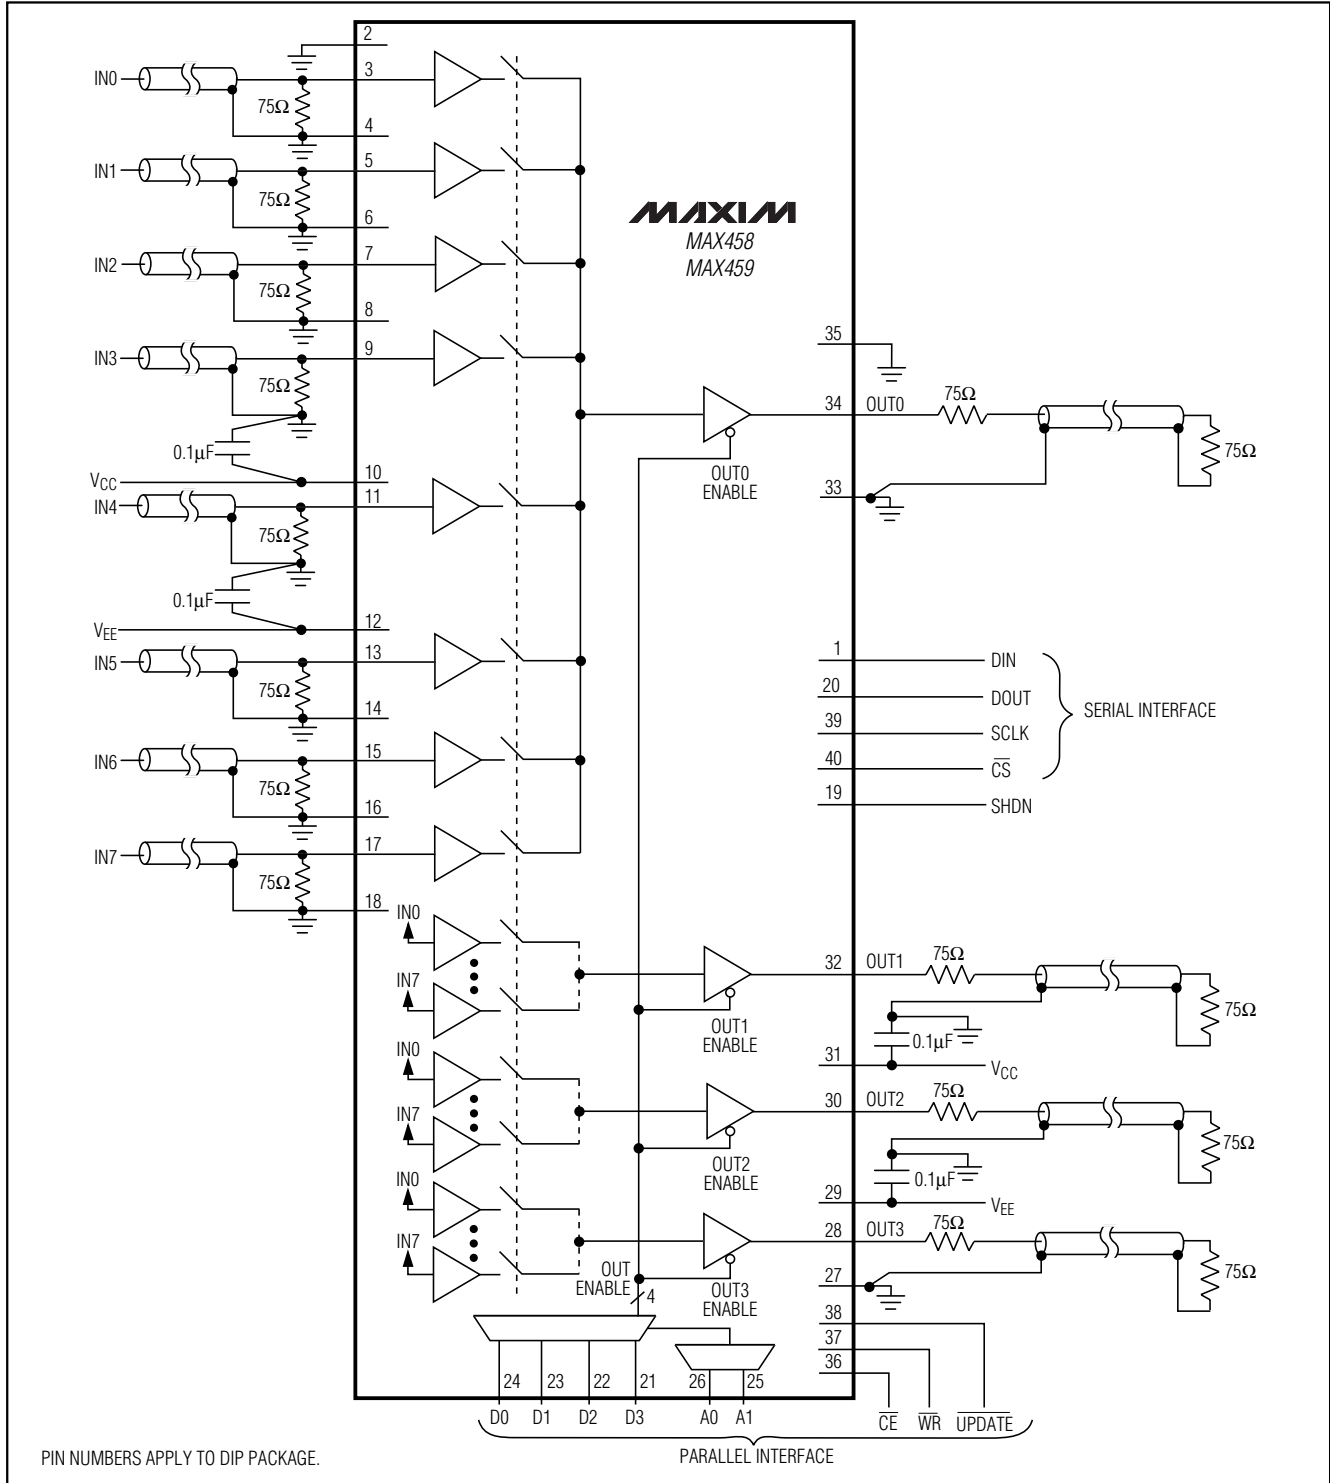 2
IN0
3
75Ω
4
IN1
5
75Ω
6
MAXIM
MAX458
MAX459
IN2
7
75Ω
8
35
IN3
9
75Ω
34 OUT0
75Ω
75Ω
0.1µF
OUT0
ENABLE
VCC
10
33
IN4
11
75Ω
0.1µF
VEE
12
IN5
13
75Ω
14
1 DIN
20 DOUT
39 SCLK
40 CS
SERIAL INTERFACE
19 SHDN
IN6
15
75Ω
16
IN7
17
75Ω
18
IN0
IN7
32 OUT1
75Ω
75Ω
OUT1
ENABLE
0.1µF
31
VCC
IN0
IN7
30 OUT2
75Ω
75Ω
OUT2
ENABLE
0.1µF
29
VEE
IN0
IN7
28 OUT3
75Ω
75Ω
OUT
ENABLE
4
OUT3
ENABLE
27
38
37
36
24 23 22 21 26 25
D0 D1 D2 D3 A0 A1 CE WR UPDATE
PARALLEL INTERFACE
PIN NUMBERS APPLY TO DIP PACKAGE.